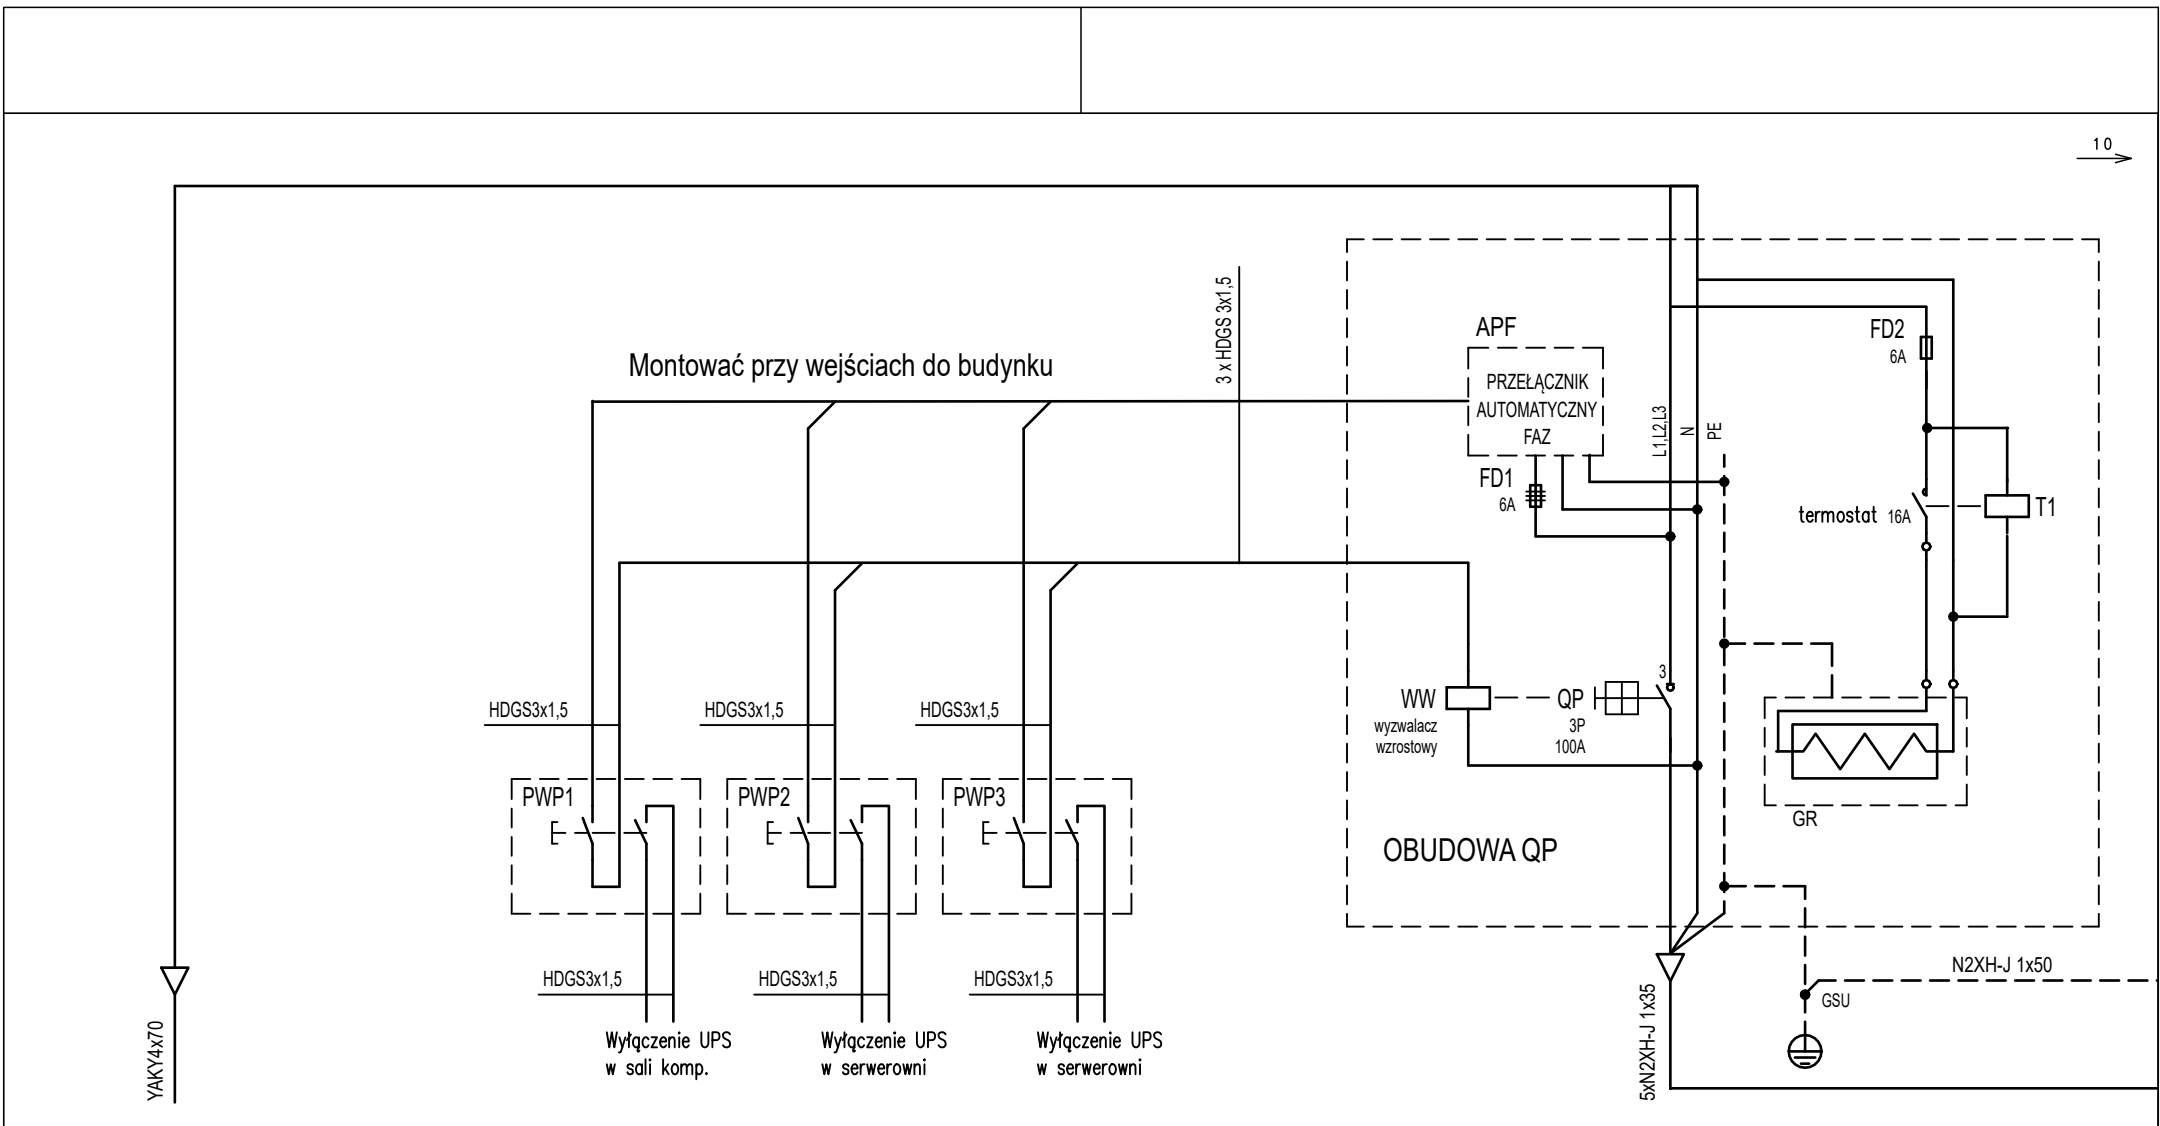 10
3 x HDGS 3x1,5
Montować przy wejściach do budynku
APF
PRZEŁĄCZNIK
AUTOMATYCZNY
FAZ
L1,L2,L3
N
PE
FD2
6A
FD1
6A
termostat 16A
T1
HDGS3x1,5
HDGS3x1,5
HDGS3x1,5
WW
wyzwalacz
wzrostowy
QP
3P
100A
3
PWP1
PWP2
PWP3
GR
OBUDOWA QP
HDGS3x1,5
HDGS3x1,5
HDGS3x1,5
N2XH-J 1x50
GSU
YAKY4x70
Wyłączenie UPS
w sali komp.
Wyłączenie UPS
w serwerowni
Wyłączenie UPS
w serwerowni
5xN2XH-J 1x35